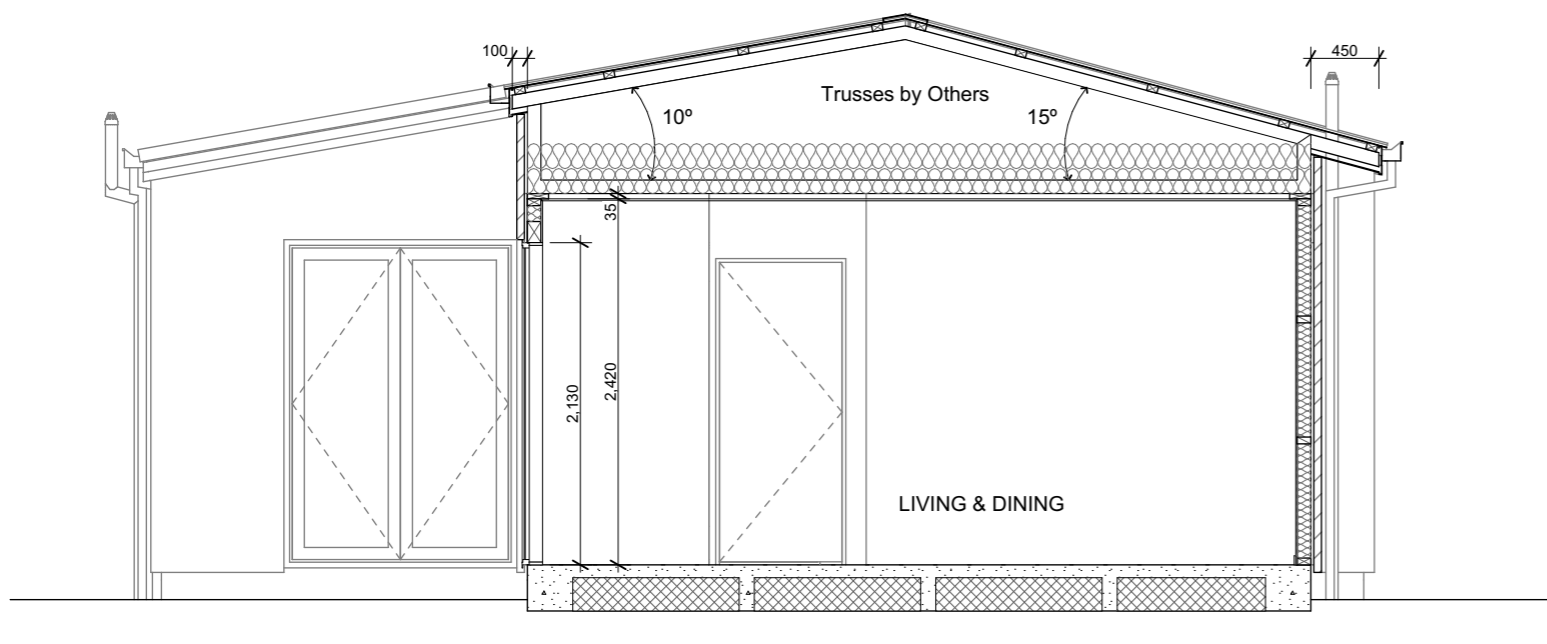 100
450
Trusses by Others
10º
15º
35
2,130
2,420
LIVING & DINING